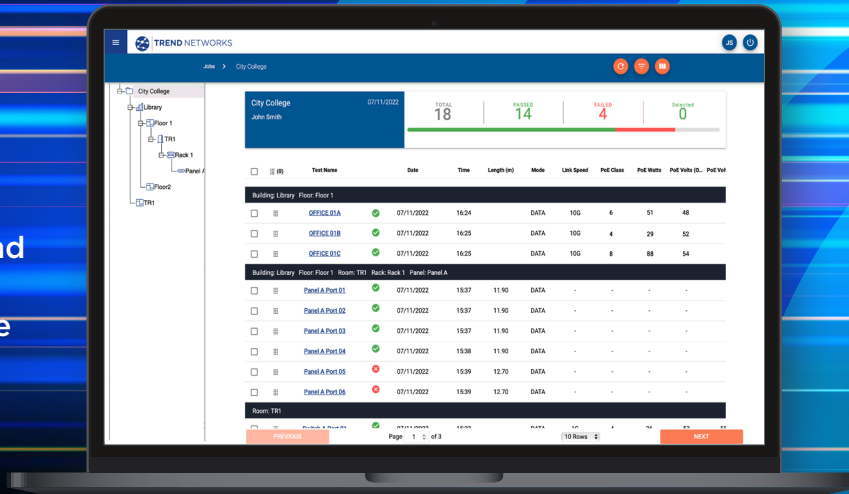 nd
e
TREND NETWORKS
JS
Jobs > City College
City College
Library
Floor 1
TR1
Rack 1
Panel A
Floor2
TR1
City College 07/11/2022
John Smith
TOTAL
18
PASSED
14
FAILED
4
Selected
0
(0) Test Name Date Time Length (m) Mode Link Speed PoE Class PoE Watts PoE Volts (O... PoE Vol
Building: Library Floor: Floor 1
OFFICE 01A 07/11/2022 16:24 DATA 10G 6 51 48
OFFICE 01B 07/11/2022 16:25 DATA 10G 4 29 52
OFFICE 01C 07/11/2022 16:25 DATA 10G 8 88 54
Building: Library Floor: Floor 1 Room: TR1 Rack: Rack 1 Panel: Panel A
Panel A Port 01 07/11/2022 15:37 11.90 DATA - - - -
Panel A Port 02 07/11/2022 15:37 11.90 DATA - - - -
Panel A Port 03 07/11/2022 15:37 11.90 DATA - - - -
Panel A Port 04 07/11/2022 15:38 11.90 DATA - - - -
Panel A Port 05 07/11/2022 15:39 12.70 DATA - - - -
Panel A Port 06 07/11/2022 15:39 12.70 DATA - - - -
Room: TR1
PREVIOUS Page 1 of 3 10 Rows NEXT